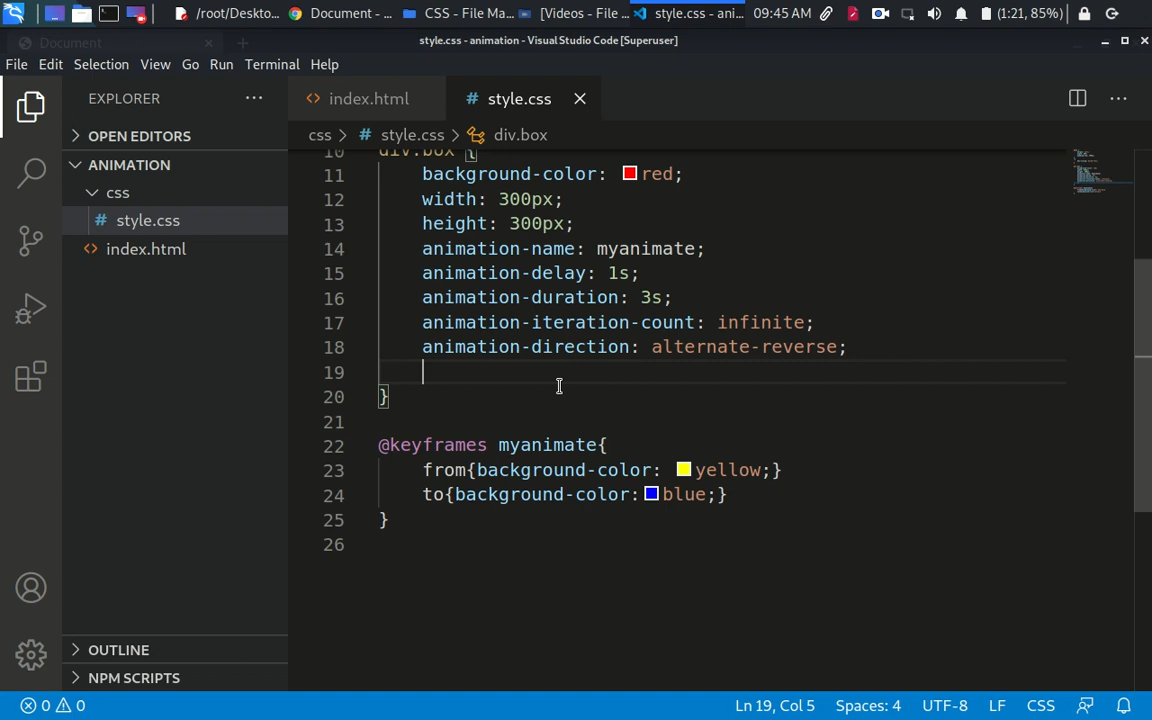 /root/Deskto...
Document - ...
CSS - File Ma...
[Videos - File ...
style.css - ani...
09:45 AM
(1:21, 85%)
Document
style.css - animation - Visual Studio Code [Superuser]
File Edit Selection View Go Run Terminal Help
EXPLORER
OPEN EDITORS
ANIMATION
css
style.css
index.html
OUTLINE
NPM SCRIPTS
index.html
style.css
css > style.css > div.box
10 div.box {
11 background-color: red;
12 width: 300px;
13 height: 300px;
14 animation-name: myanimate;
15 animation-delay: 1s;
16 animation-duration: 3s;
17 animation-iteration-count: infinite;
18 animation-direction: alternate-reverse;
19
20 }
21
22 @keyframes myanimate{
23 from{background-color: yellow;}
24 to{background-color:blue;}
25 }
26
0 0
Ln 19, Col 5 Spaces: 4 UTF-8 LF CSS